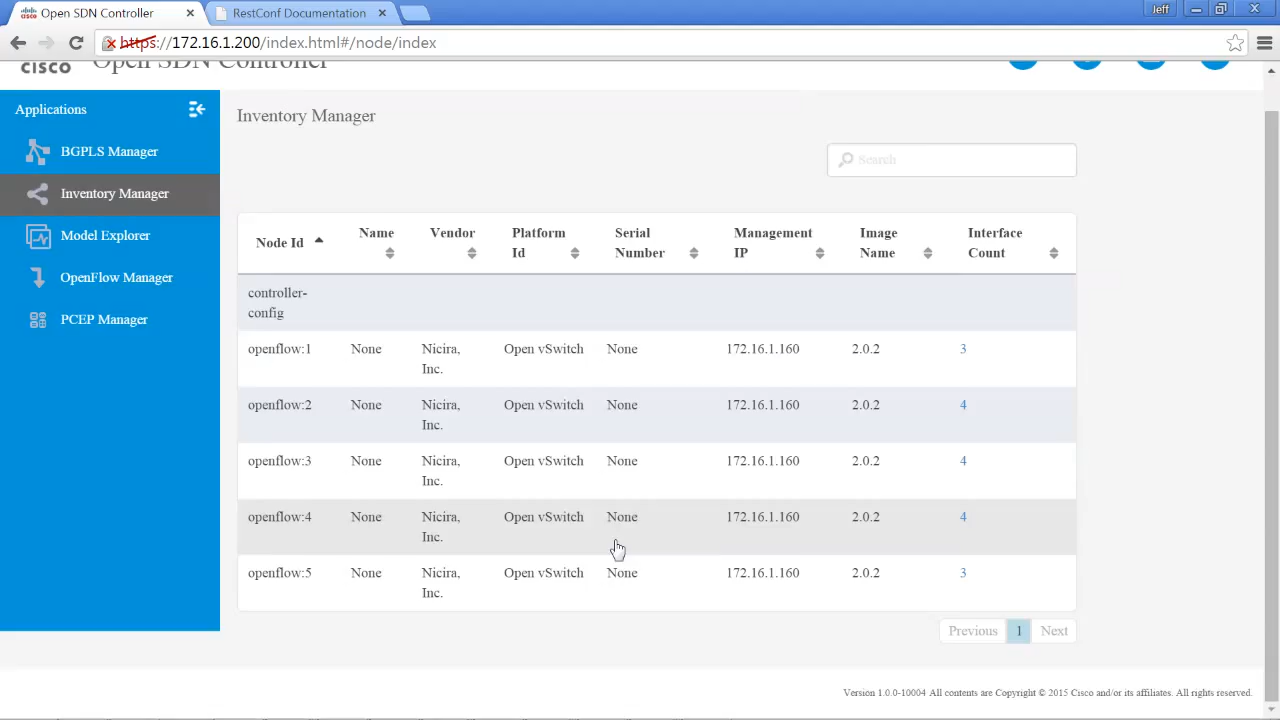 Open SDN Controller
RestConf Documentation
Jeff
https://172.16.1.200/index.html#/node/index
CISCO
Open SDN Controller
Applications
BGPLS Manager
Inventory Manager
Model Explorer
OpenFlow Manager
PCEP Manager
Inventory Manager
Search
Node Id Name Vendor Platform Id Serial Number Management IP Image Name Interface Count
controller-
config
openflow:1 None Nicira, Open vSwitch None 172.16.1.160 2.0.2 3
Inc.
openflow:2 None Nicira, Open vSwitch None 172.16.1.160 2.0.2 4
Inc.
openflow:3 None Nicira, Open vSwitch None 172.16.1.160 2.0.2 4
Inc.
openflow:4 None Nicira, Open vSwitch None 172.16.1.160 2.0.2 4
Inc.
openflow:5 None Nicira, Open vSwitch None 172.16.1.160 2.0.2 3
Inc.
Previous 1 Next
Version 1.0.0-10004 All contents are Copyright © 2015 Cisco and/or its affiliates. All rights reserved.